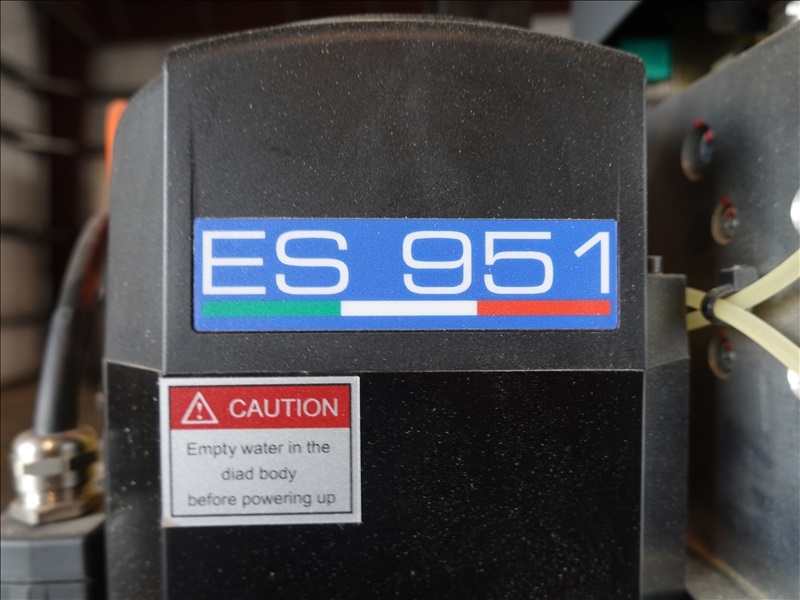 ES 951
CAUTION
Empty water in the
diad body
before powering up